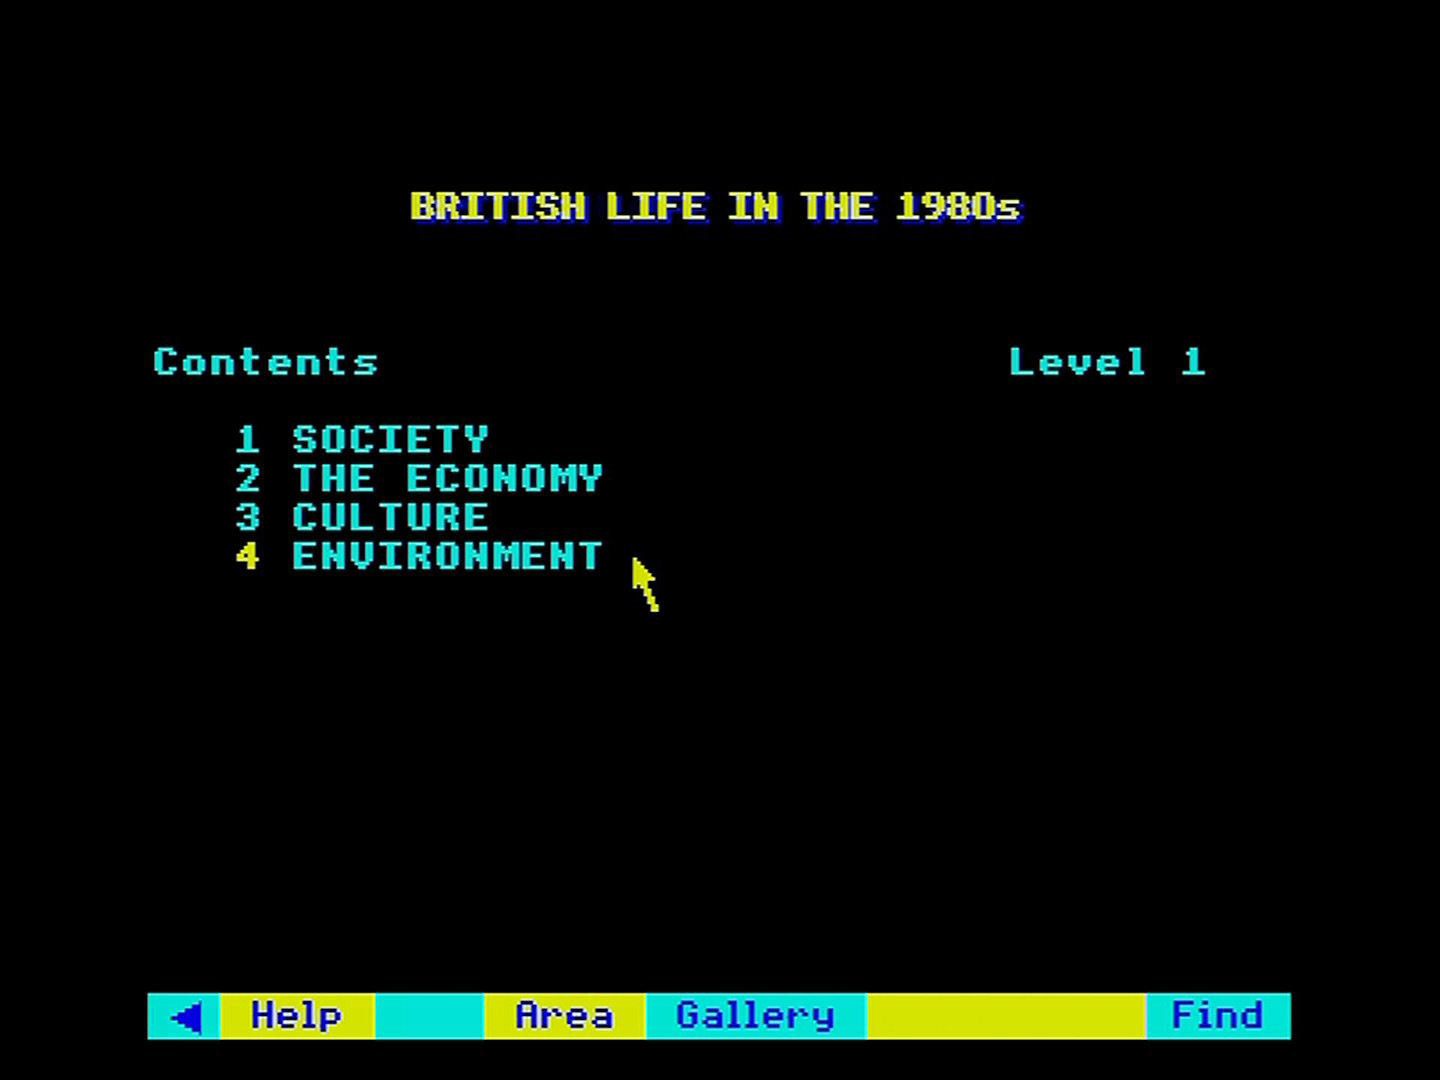 BRITISH LIFE IN THE 1980s
Contents Level 1
1 SOCIETY
2 THE ECONOMY
3 CULTURE
4 ENVIRONMENT
Help Area Gallery Find